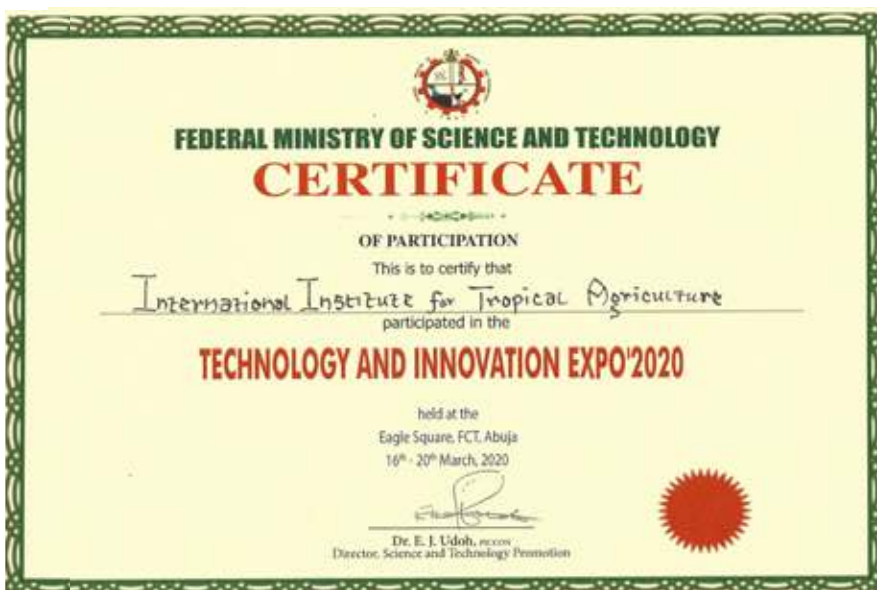 FEDERAL MINISTRY OF SCIENCE AND TECHNOLOGY
CERTIFICATE
OF PARTICIPATION
This is to certify that
International Institute for Tropical Agriculture
participated in the
TECHNOLOGY AND INNOVATION EXPO'2020
held at the
Eagle Square, FCT, Abuja
16th - 20th March, 2020
Dr. E. J. Udoh,
Director, Science and Technology Promotion